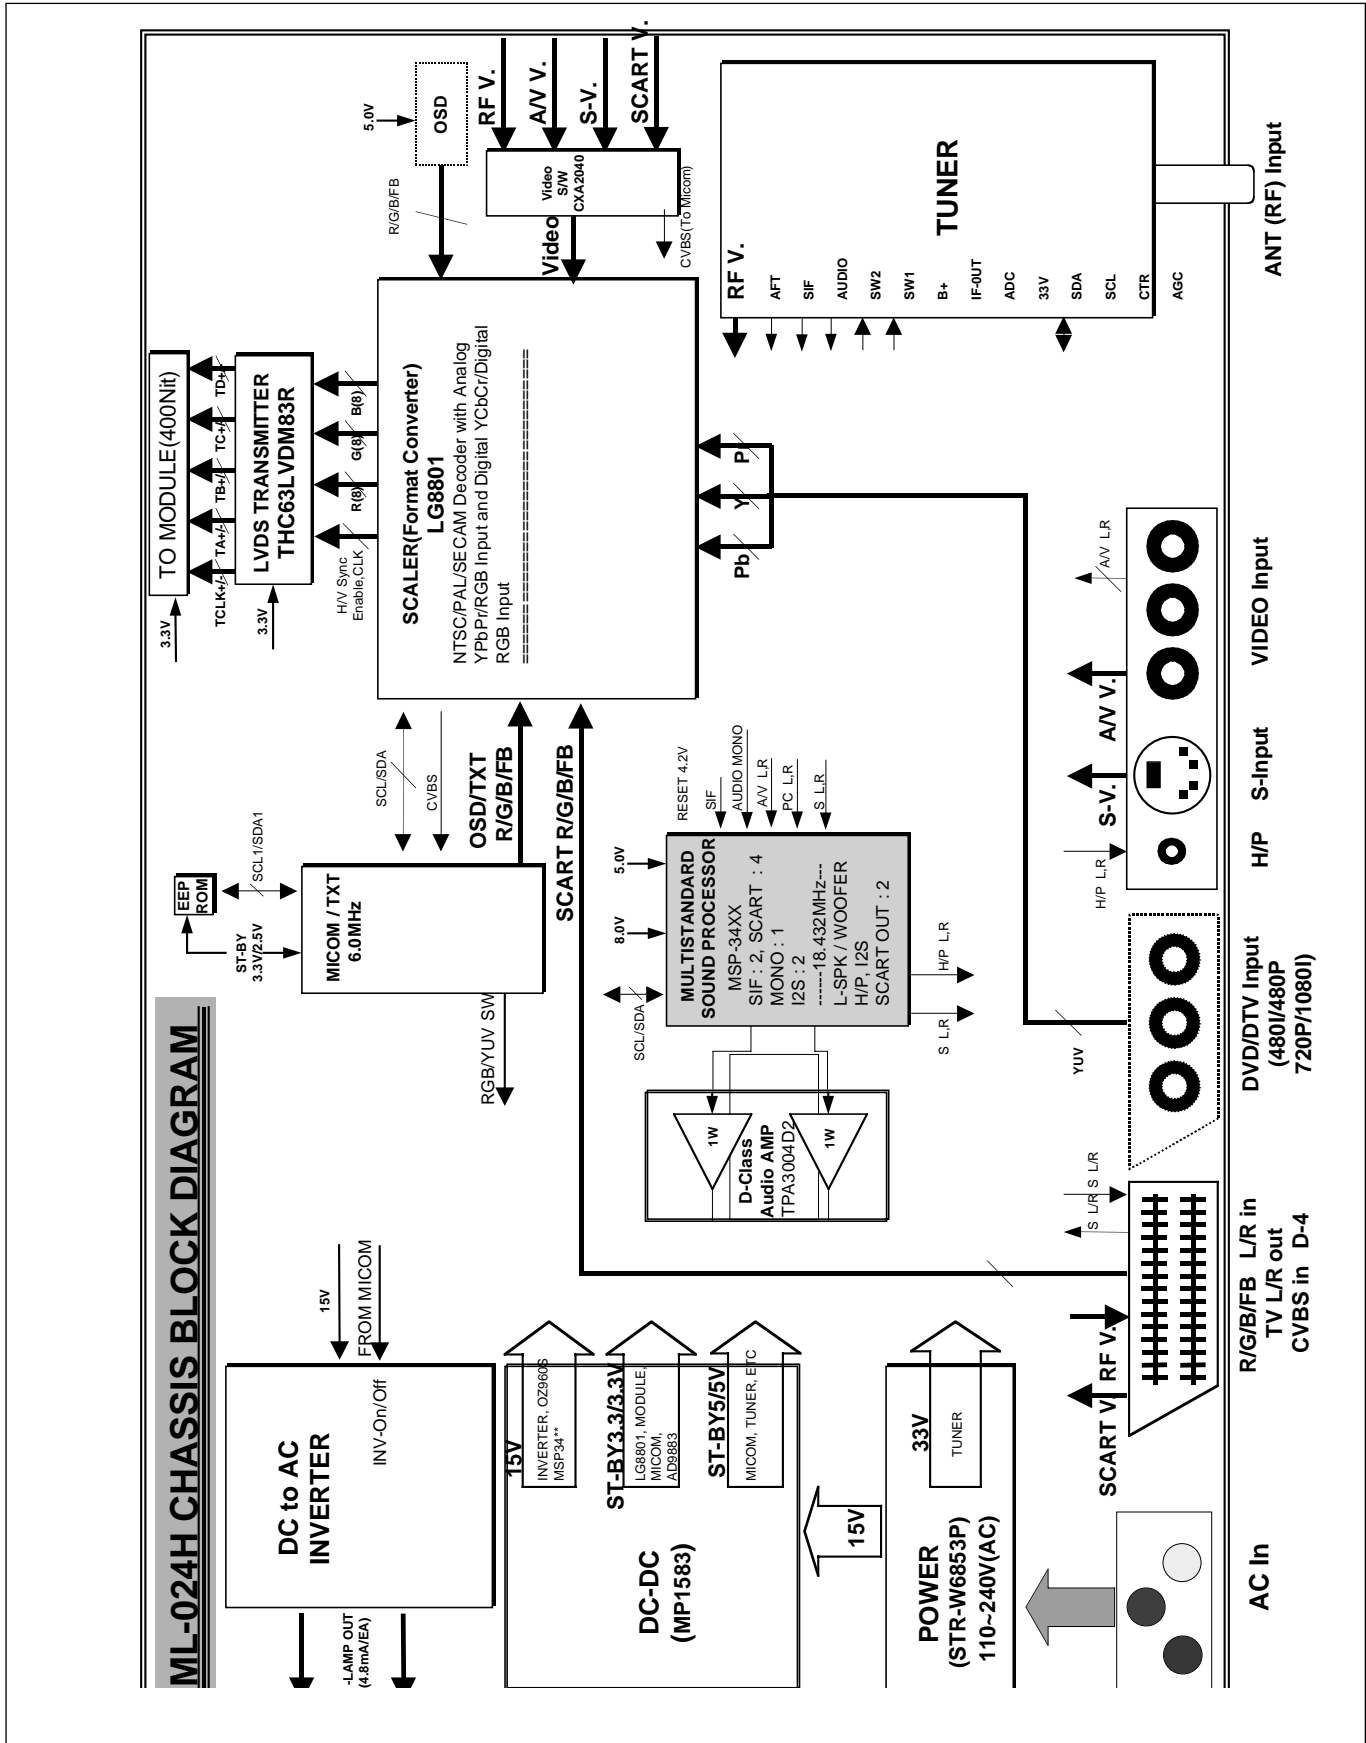 ML-024H CHASSIS BLOCK DIAGRAM
-LAMP OUT
(4.8mA/EA)
DC to AC
INVERTER
INV-On/Off
15V
FROM MICOM
ST-BY
3.3V/2.5V
EEP
ROM
SCL1/SDA1
MICOM / TXT
6.0MHz
RGB/YUV SW
SCL/SDA
CVBS
OSD/TXT
R/G/B/FB
SCART R/G/B/FB
3.3V
TO MODULE(400Nit)
TCLK+/-
TA+/-
TB+/-
TC+/-
TD+/-
3.3V
LVDS TRANSMITTER
THC63LVDM83R
H/V Sync
Enable,CLK
R(8)
G(8)
B(8)
SCALER(Format Converter)
LG8801
NTSC/PAL/SECAM Decoder with Analog
YPbPr/RGB Input and Digital YCbCr/Digital
RGB Input
5.0V
OSD
R/G/B/FB
RF V.
A/V V.
S-V.
SCART V.
Video
S/W
CXA2040
Video
CVBS(To Micom)
Pb
Y
Pr
TUNER
RF V.
AFT
SIF
AUDIO
SW2
SW1
B+
IF-0UT
ADC
33V
SDA
SCL
CTR
AGC
ANT (RF) Input
DC-DC
(MP1583)
15V
INVERTER, OZ960S
MSP34**
ST-BY3.3/3.3V
LG8801, MODULE,
MICOM,
AD9883
ST-BY5/5V
MICOM, TUNER, ETC
15V
POWER
(STR-W6853P)
110~240V(AC)
33V
TUNER
8.0V
5.0V
SCL/SDA
RESET 4.2V
SIF
AUDIO MONO
A/V L,R
PC L,R
S L,R
MULTISTANDARD
SOUND PROCESSOR
MSP-34XX
SIF : 2, SCART : 4
MONO : 1
I2S : 2
------18.432MHz---
L-SPK / WOOFER
H/P, I2S
SCART OUT : 2
S L,R
H/P L,R
1W
1W
D-Class
Audio AMP
TPA3004D2
AC In
SCART V.
RF V.
S L/R
S L/R
R/G/B/FB L/R in
TV L/R out
CVBS in D-4
YUV
DVD/DTV Input
(480I/480P
720P/1080I)
H/P L,R
H/P
S-V.
S-Input
A/V V.
A/V L,R
VIDEO Input